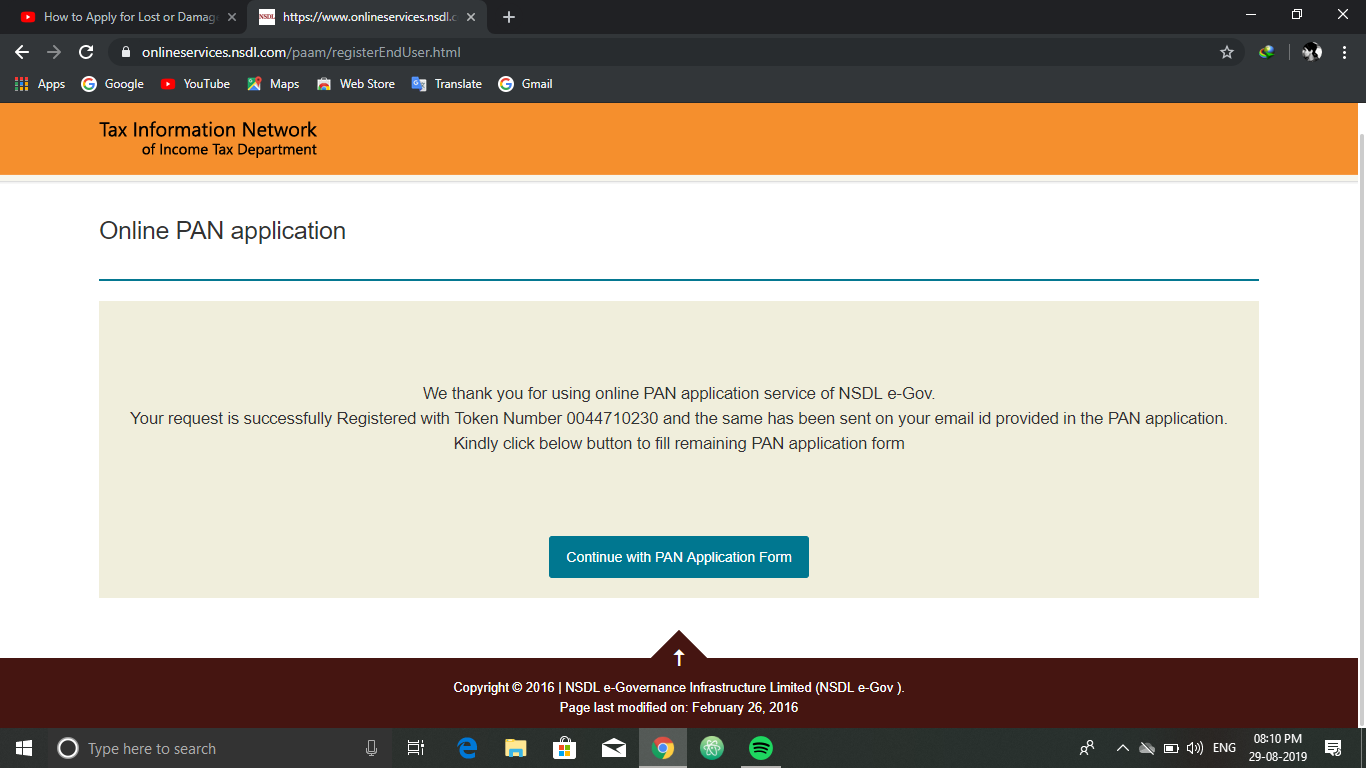 How to Apply for Lost or Damag
NSDL
https://www.onlineservices.nsdl.c
onlineservices.nsdl.com/paam/registerEndUser.html
Apps
Google
YouTube
Maps
Web Store
Translate
Gmail
Tax Information Network
of Income Tax Department
Online PAN application
We thank you for using online PAN application service of NSDL e-Gov.
Your request is successfully Registered with Token Number 0044710230 and the same has been sent on your email id provided in the PAN application.
Kindly click below button to fill remaining PAN application form
Continue with PAN Application Form
Copyright © 2016 | NSDL e-Governance Infrastructure Limited (NSDL e-Gov ).
Page last modified on: February 26, 2016
Type here to search
ENG
08:10 PM
29-08-2019